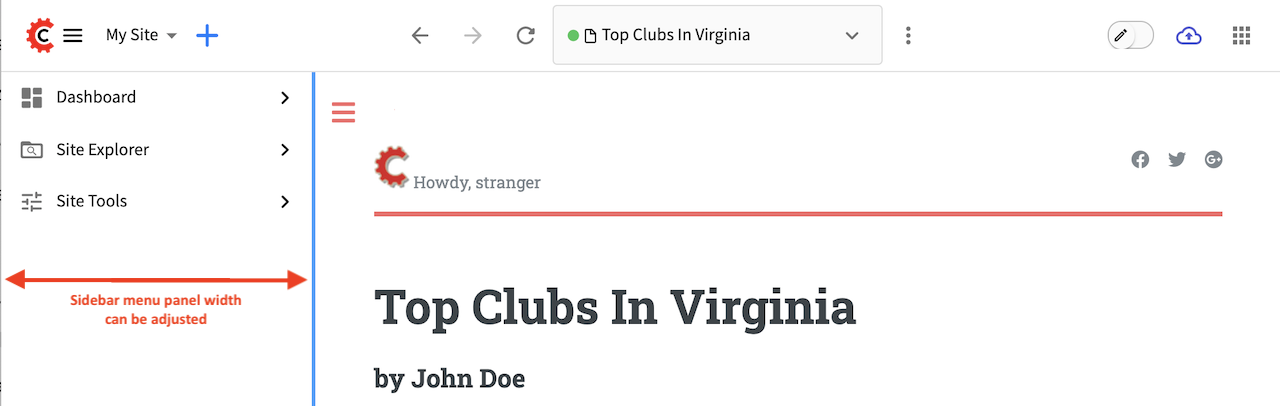 My Site
Top Clubs In Virginia
Dashboard
Site Explorer
Site Tools
Sidebar menu panel width
can be adjusted
Howdy, stranger
Top Clubs In Virginia
by John Doe